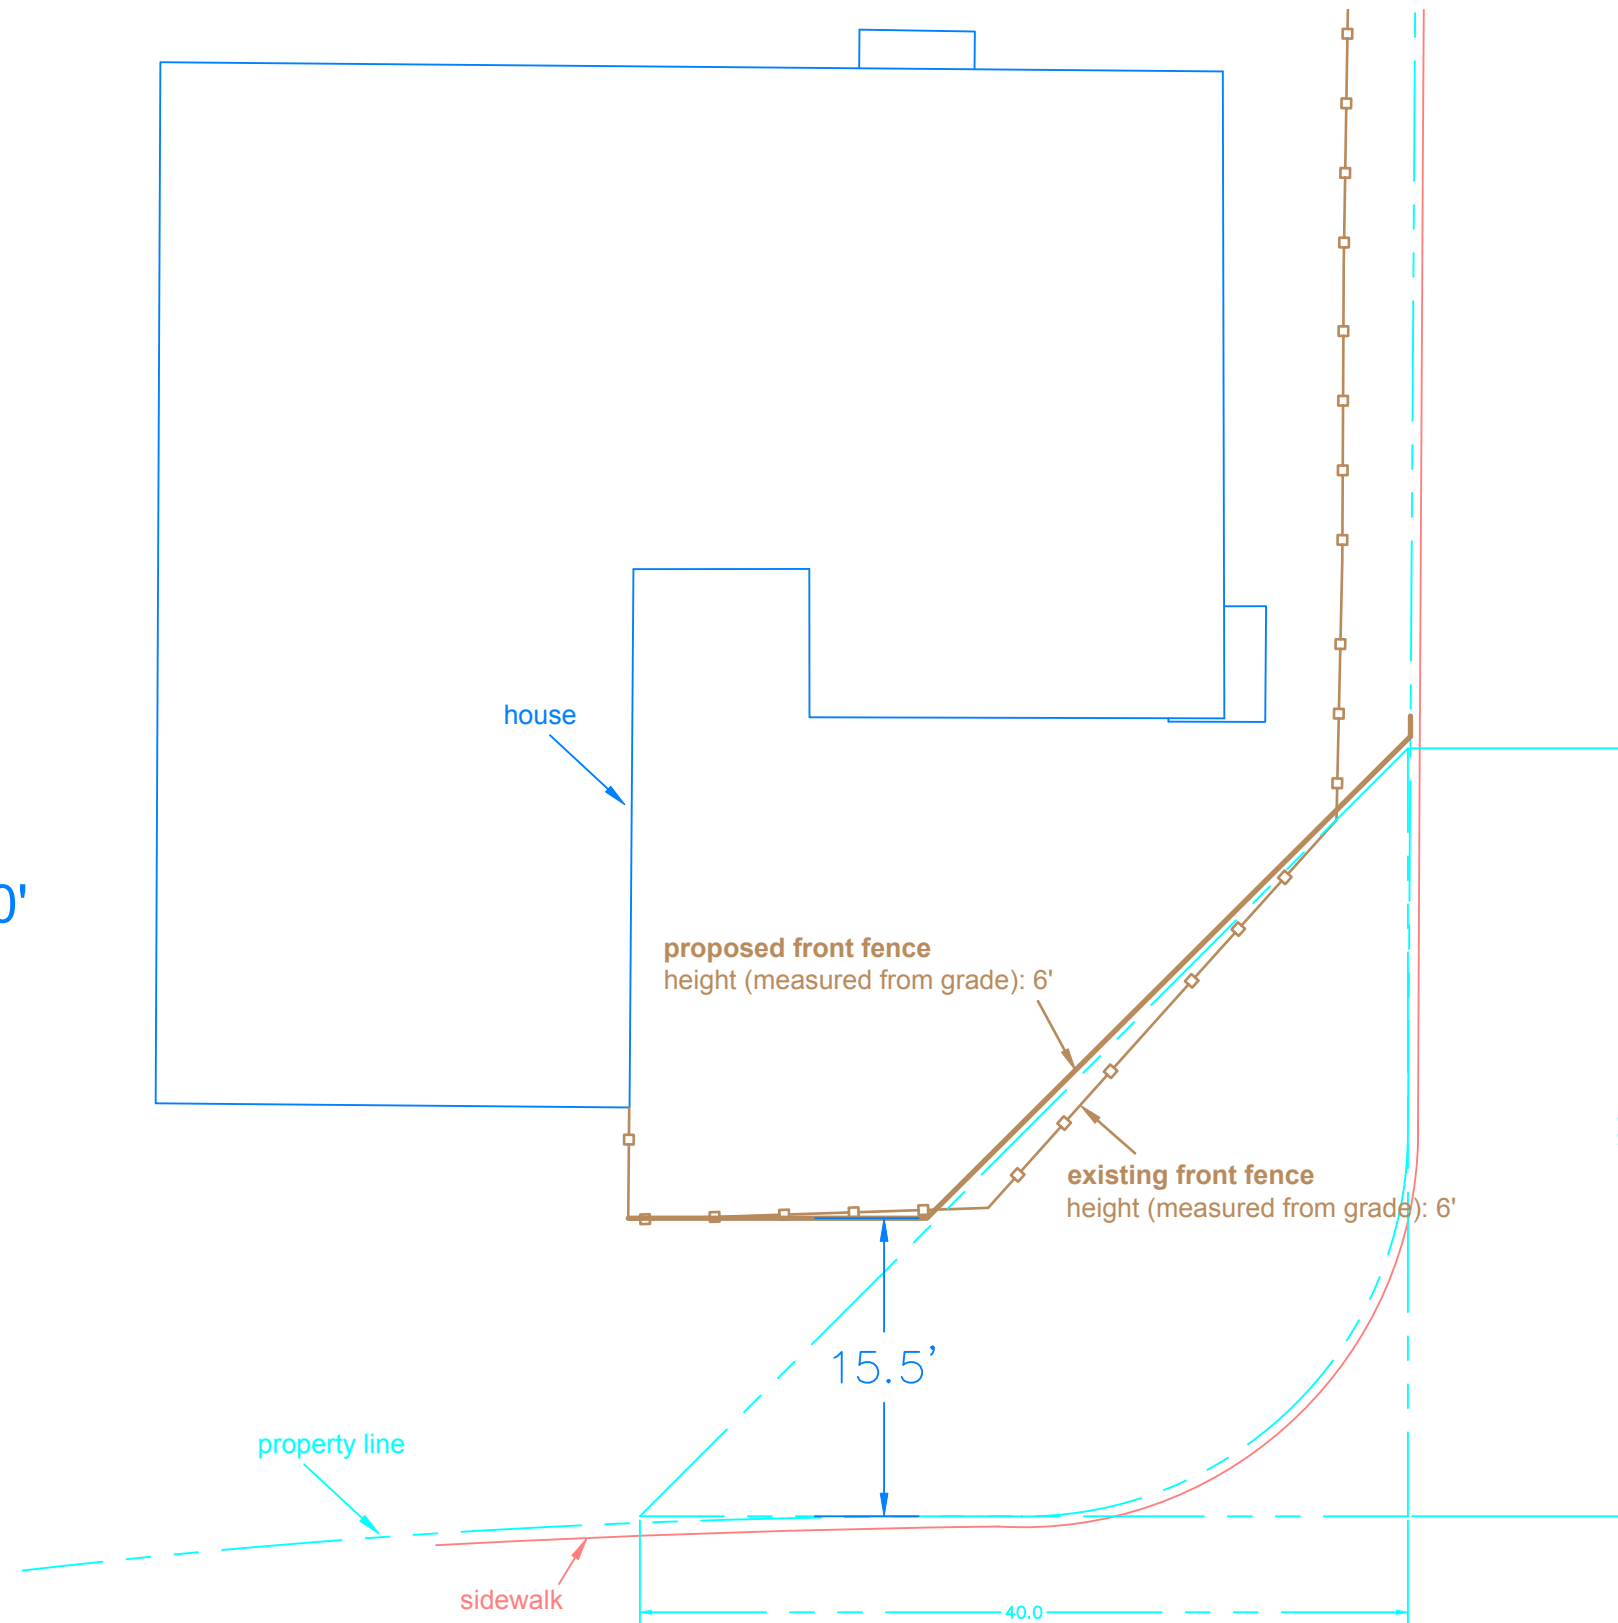 house
0'
proposed front fence
height (measured from grade): 6'
existing front fence
height (measured from grade): 6'
15.5'
property line
sidewalk
40.0